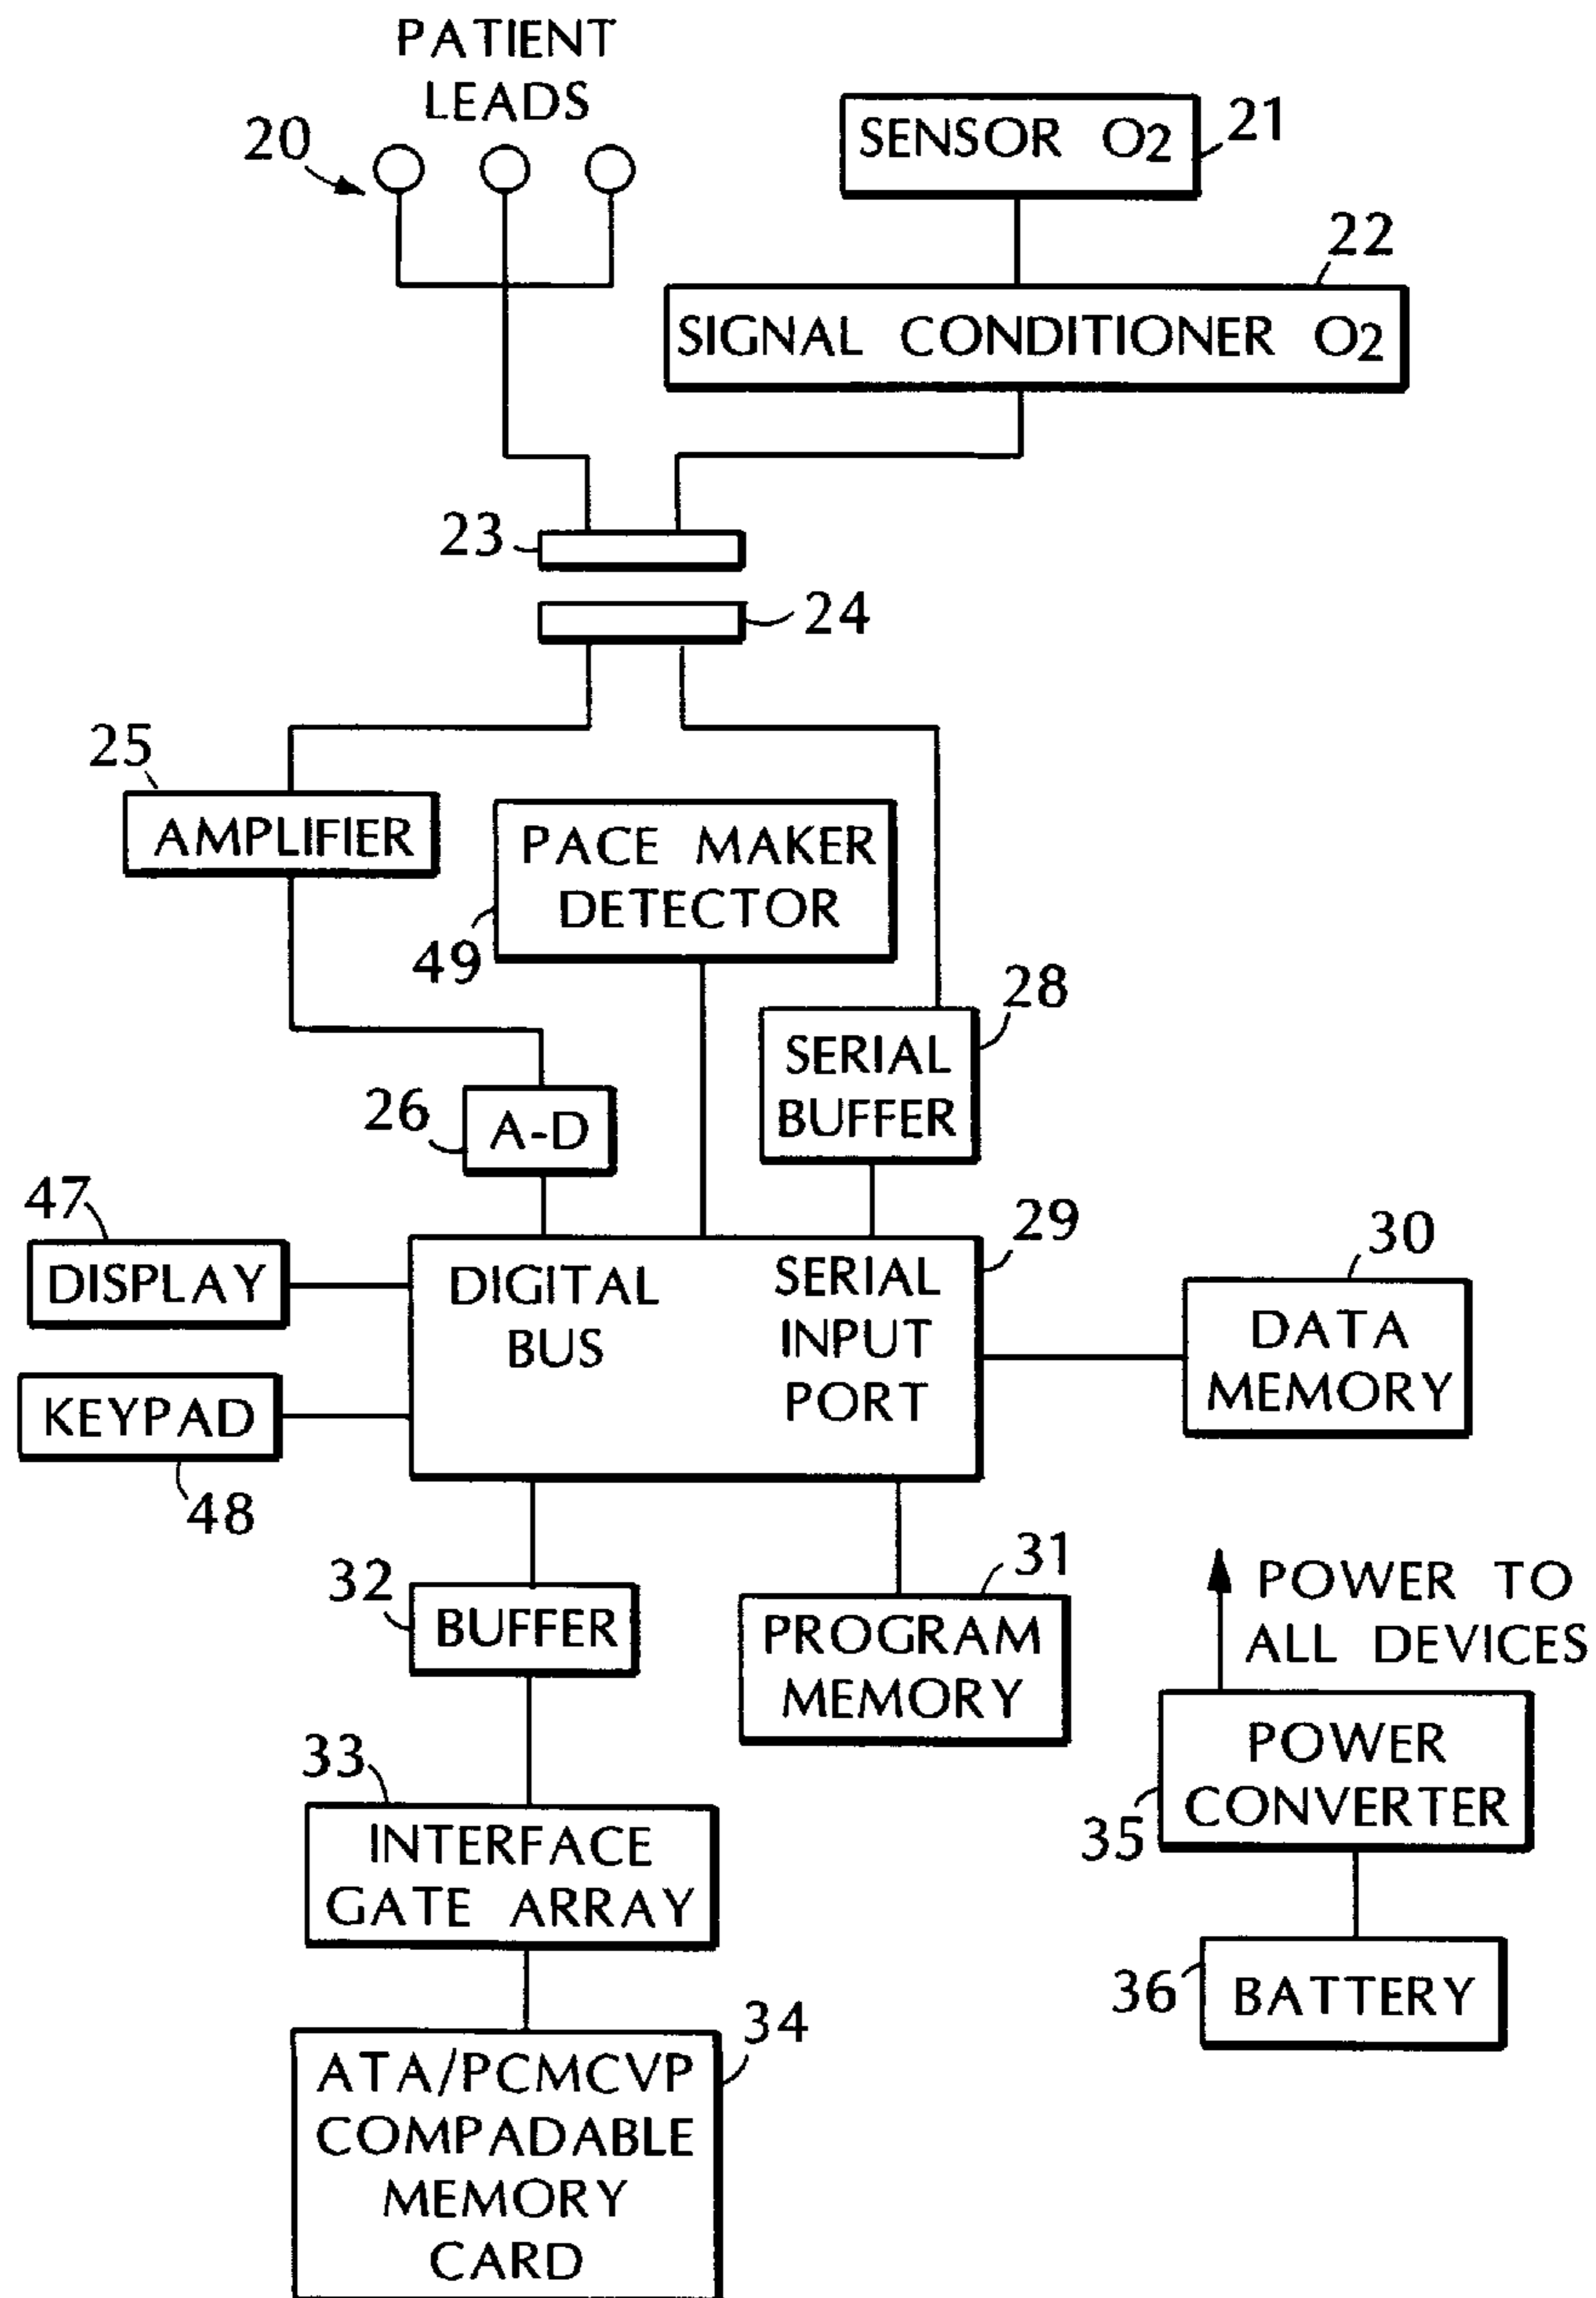 PATIENT
LEADS
20
SENSOR O2
21
22
SIGNAL CONDITIONER O2
23
24
25
AMPLIFIER
PACE MAKER
DETECTOR
49
28
SERIAL
BUFFER
26
A-D
47
DISPLAY
DIGITAL
BUS
SERIAL
INPUT
PORT
29
30
DATA
MEMORY
KEYPAD
48
32
BUFFER
31
PROGRAM
MEMORY
POWER TO
ALL DEVICES
33
INTERFACE
GATE ARRAY
POWER
CONVERTER
35
36
BATTERY
34
ATA/PCMCVP
COMPADABLE
MEMORY
CARD